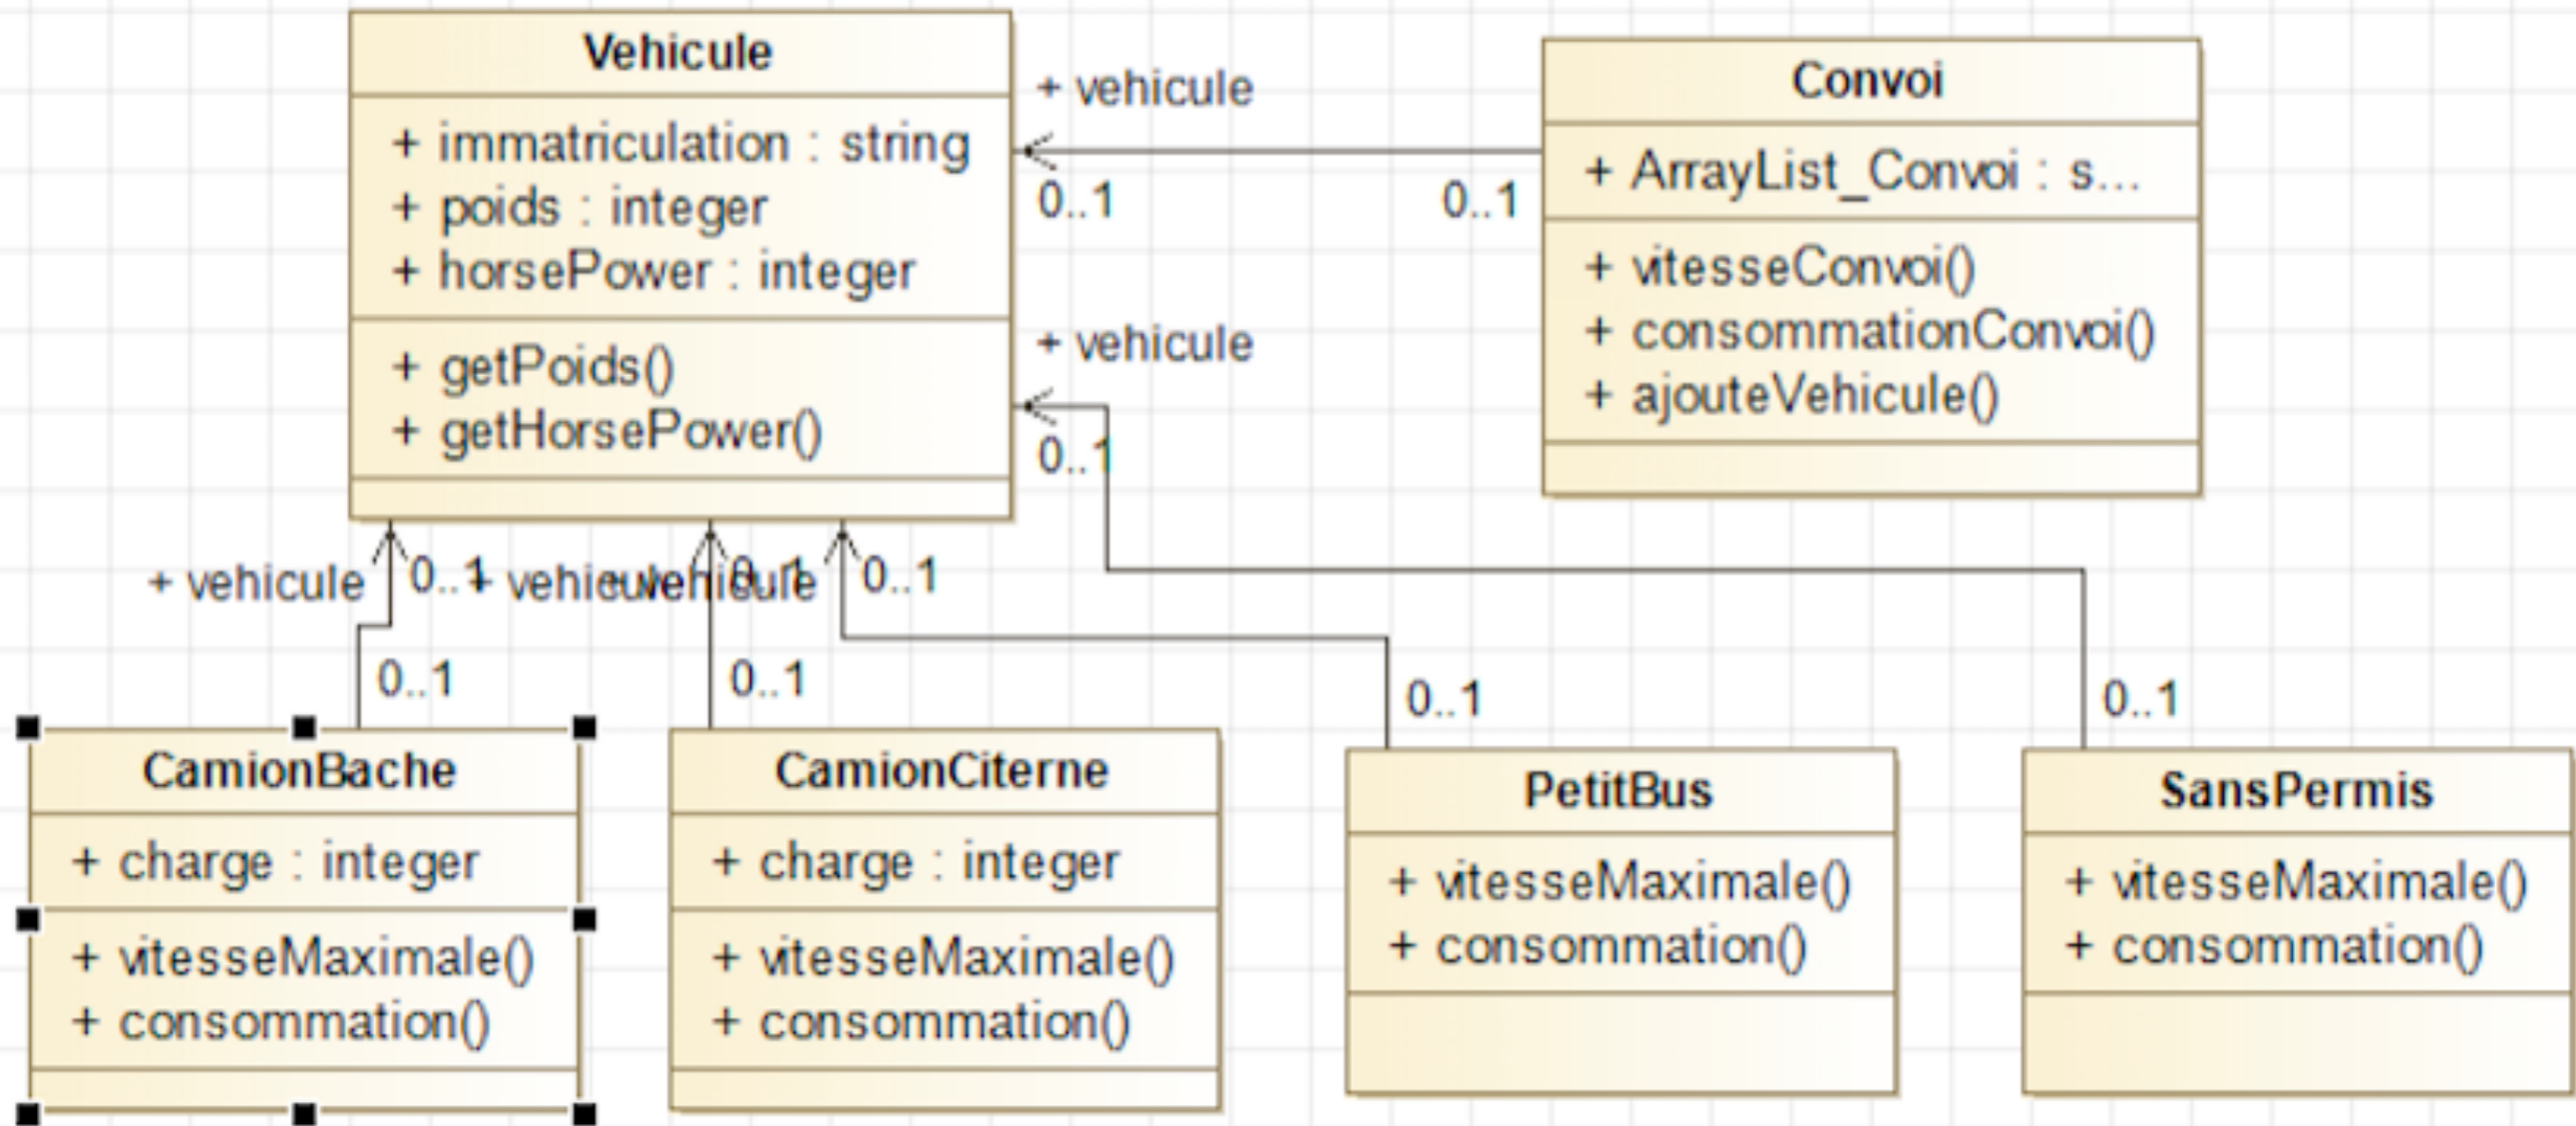 Vehicule
+ immatriculation : string
+ poids : integer
+ horsePower : integer
+ getPoids()
+ getHorsePower()
+ vehicule
0..1
0..1
Convoi
+ ArrayList_Convoi : s...
+ vitesseConvoi()
+ consommationConvoi()
+ ajouteVehicule()
+ vehicule
0..1
+ vehicule
0..1
+ vehicule
0..1
+ vehicule
0..1
0..1
0..1
0..1
0..1
CamionBache
+ charge : integer
+ vitesseMaximale()
+ consommation()
CamionCiterne
+ charge : integer
+ vitesseMaximale()
+ consommation()
PetitBus
+ vitesseMaximale()
+ consommation()
SansPermis
+ vitesseMaximale()
+ consommation()